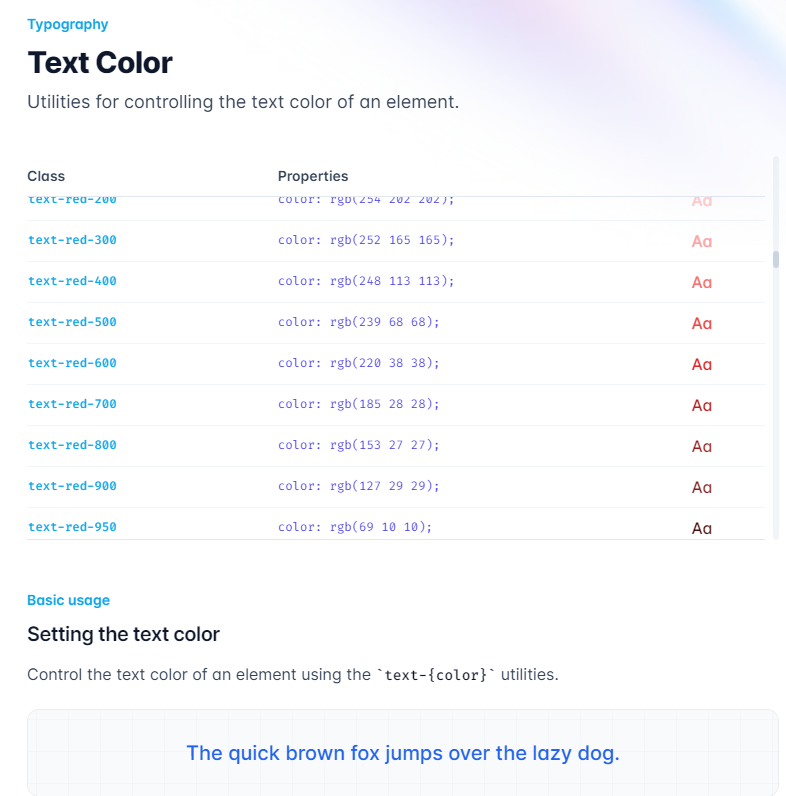 Typography
Text Color
Utilities for controlling the text color of an element.
Class Properties
text-red-200 color: rgb(254 202 202); Aa
text-red-300 color: rgb(252 165 165); Aa
text-red-400 color: rgb(248 113 113); Aa
text-red-500 color: rgb(239 68 68); Aa
text-red-600 color: rgb(220 38 38); Aa
text-red-700 color: rgb(185 28 28); Aa
text-red-800 color: rgb(153 27 27); Aa
text-red-900 color: rgb(127 29 29); Aa
text-red-950 color: rgb(69 10 10); Aa
Basic usage
Setting the text color
Control the text color of an element using the `text-{color}` utilities.
The quick brown fox jumps over the lazy dog.